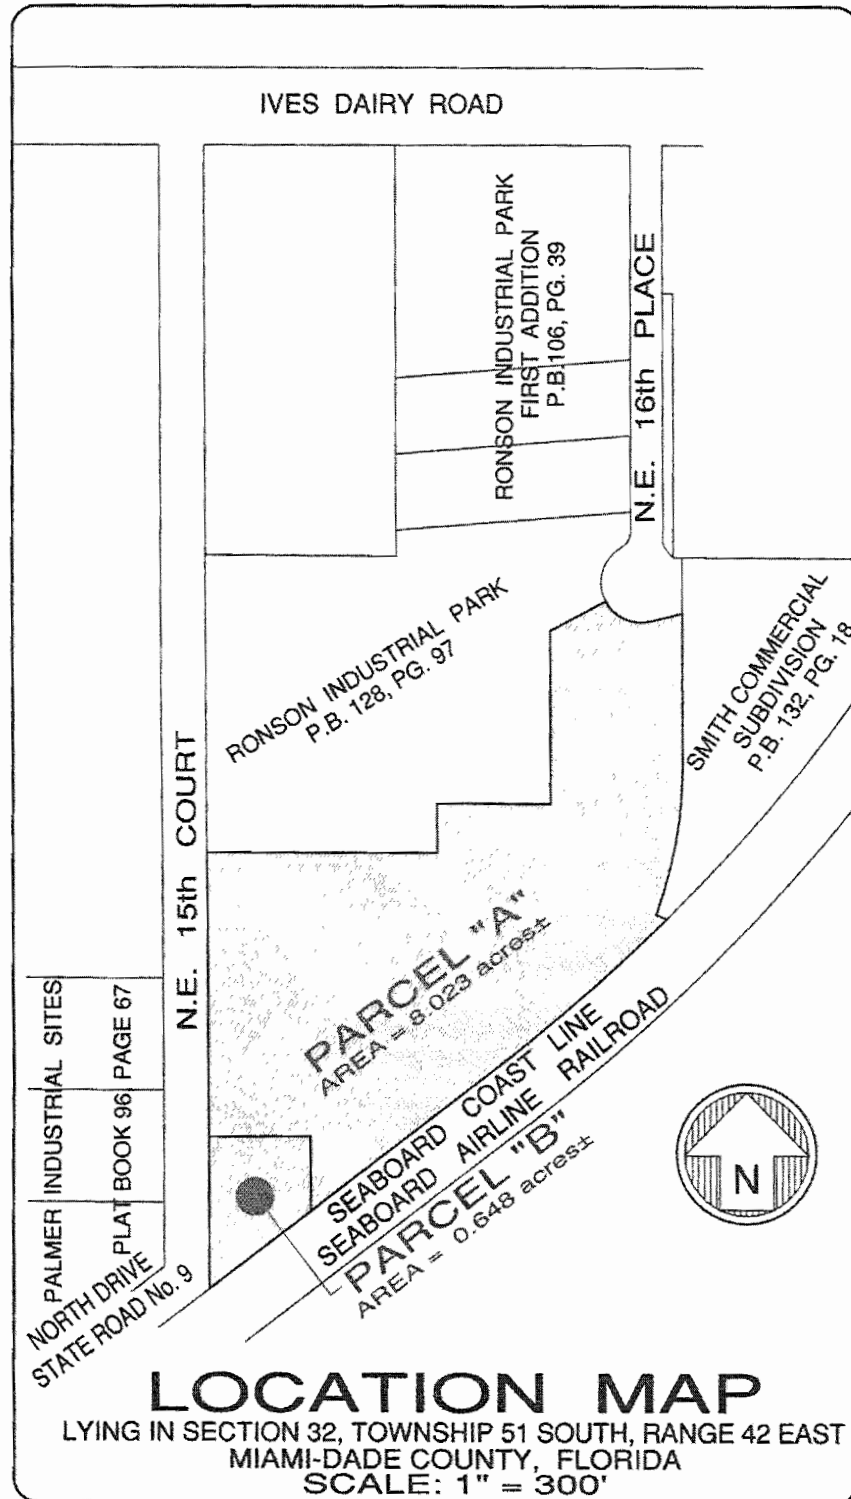 IVES DAIRY ROAD
RONSON INDUSTRIAL PARK
FIRST ADDITION
P.B.106, PG. 39
N.E. 16th PLACE
RONSON INDUSTRIAL PARK
P.B. 128, PG. 97
SMITH COMMERCIAL
SUBDIVISION
P.B. 132, PG. 18
N.E. 15th COURT
PARCEL "A"
AREA = 8.023 acres±
PALMER INDUSTRIAL SITES
PLAT BOOK 96, PAGE 67
SEABOARD COAST LINE
SEABOARD AIRLINE RAILROAD
PARCEL "B"
AREA = 0.648 acres±
N
NORTH DRIVE
STATE ROAD No. 9
LOCATION MAP
LYING IN SECTION 32, TOWNSHIP 51 SOUTH, RANGE 42 EAST
MIAMI-DADE COUNTY, FLORIDA
SCALE: 1" = 300'